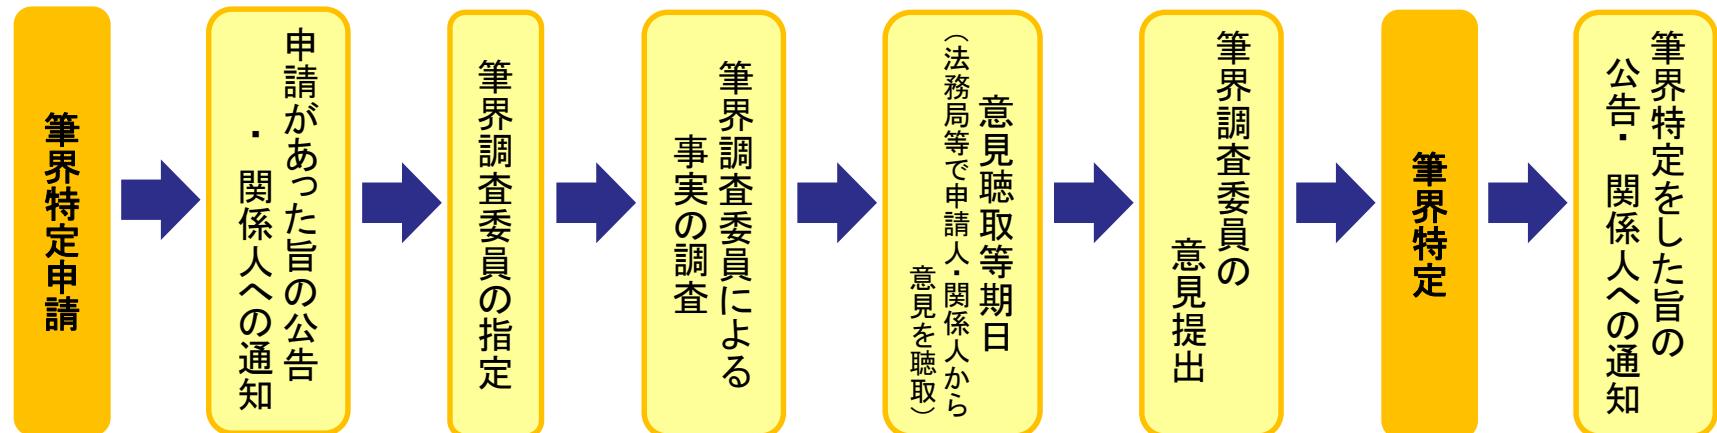 筆界特定申請
申請があった旨の公告
・関係人への通知
筆界調査委員の指定
筆界調査委員による
事実の調査
意見聴取等期日
（法務局等で申請人・関係人から
意見を聴取）
筆界調査委員の
意見提出
筆界特定
筆界特定をした旨の
公告・関係人への通知